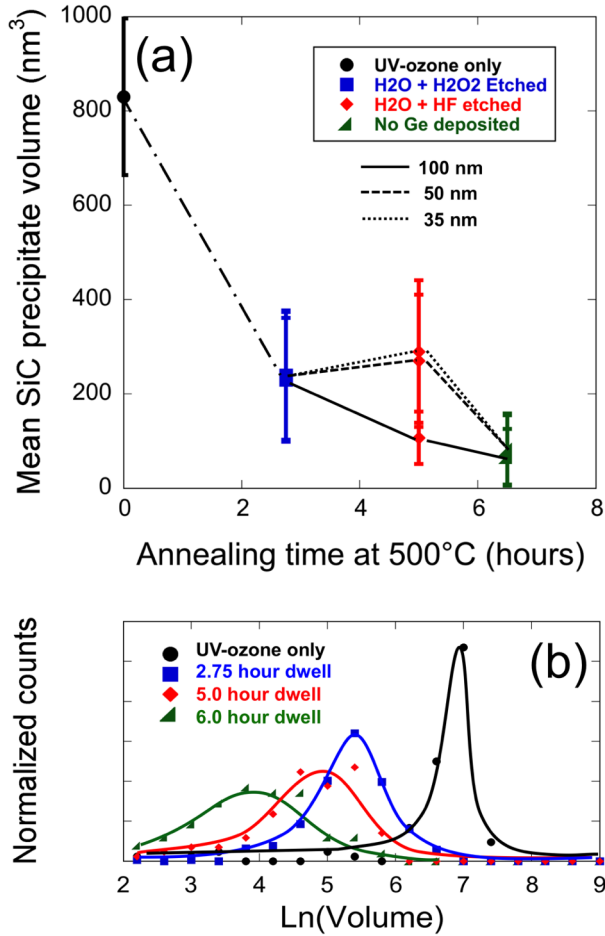 1000
(a)
UV-ozone only
H2O + H2O2 Etched
H2O + HF etched
No Ge deposited
100 nm
50 nm
35 nm
800
600
400
200
0
Mean SiC precipitate volume (nm³)
0 2 4 6 8
Annealing time at 500°C (hours)
(b)
UV-ozone only
2.75 hour dwell
5.0 hour dwell
6.0 hour dwell
Normalized counts
2 3 4 5 6 7 8 9
Ln(Volume)